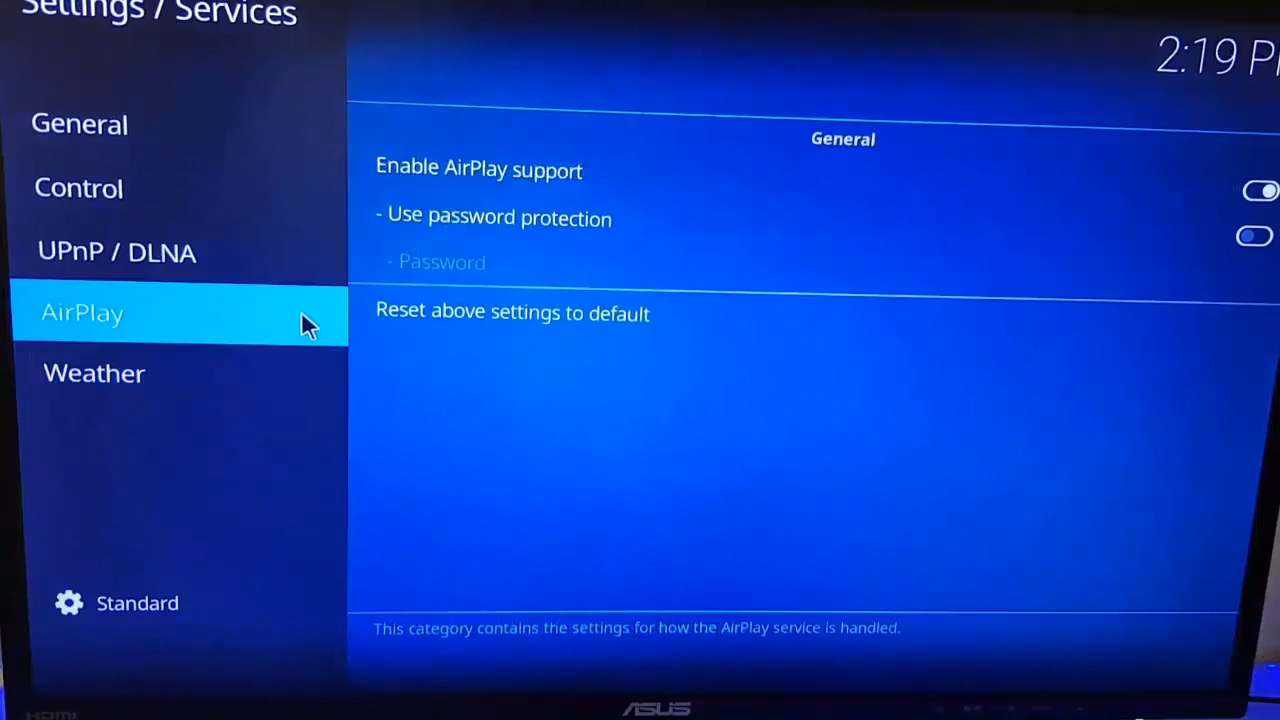 Settings / Services
2:19 P
General
Control
UPnP / DLNA
AirPlay
Weather
Standard
General
Enable AirPlay support
- Use password protection
- Password
Reset above settings to default
This category contains the settings for how the AirPlay service is handled.
HDMI
ASUS